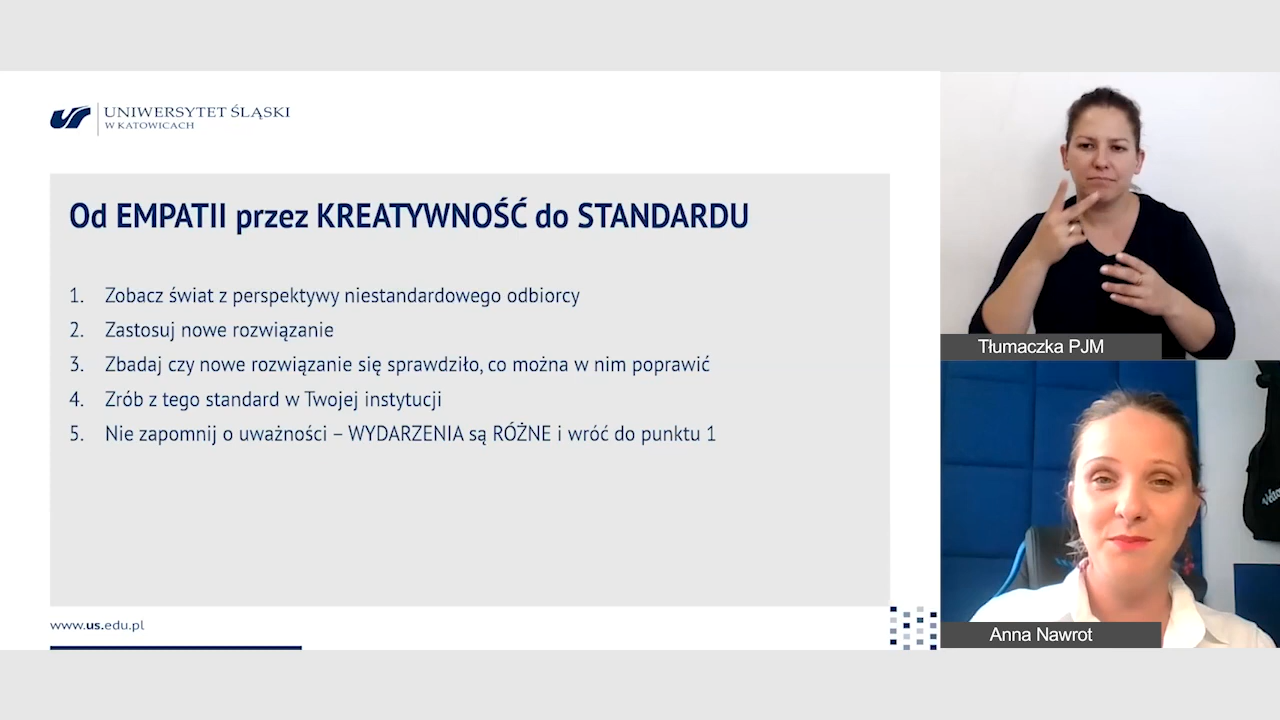 UNIWERSYTET ŚLĄSKI
W KATOWICACH
Od EMPATII przez KREATYWNOŚĆ do STANDARDU
1. Zobacz świat z perspektywy niestandardowego odbiorcy
2. Zastosuj nowe rozwiązanie
3. Zbadaj czy nowe rozwiązanie się sprawdziło, co można w nim poprawić
4. Zrób z tego standard w Twojej instytucji
5. Nie zapomnij o uważności – WYDARZENIA są RÓŻNE i wróć do punktu 1
www.us.edu.pl
Tłumaczka PJM
Anna Nawrot